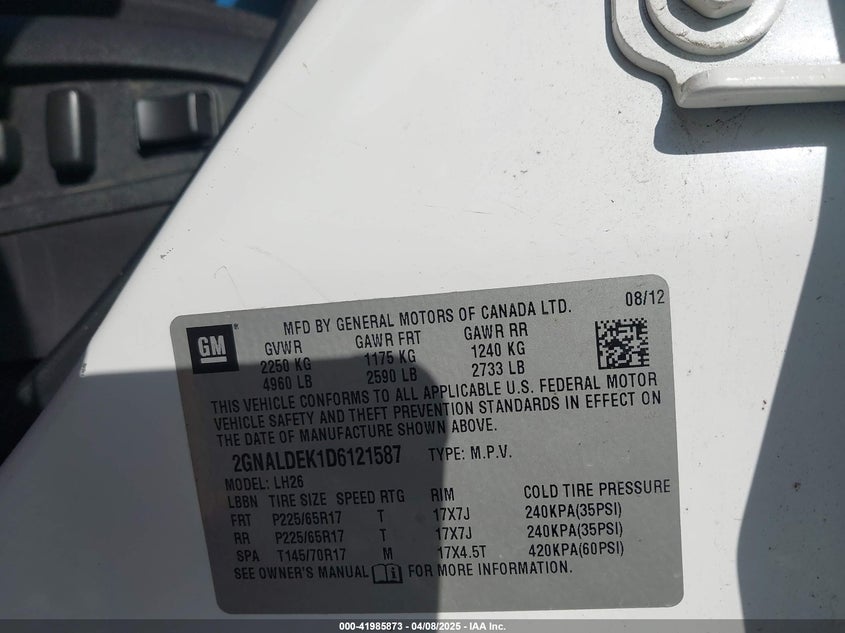 08/12
MFD BY GENERAL MOTORS OF CANADA LTD.
GM
GVWR GAWR FRT GAWR RR
2250 KG 1175 KG 1240 KG
4960 LB 2590 LB 2733 LB
THIS VEHICLE CONFORMS TO ALL APPLICABLE U.S. FEDERAL MOTOR
VEHICLE SAFETY AND THEFT PREVENTION STANDARDS IN EFFECT ON
THE DATE OF MANUFACTURE SHOWN ABOVE.
2GNALDEK1D6121587 TYPE: M.P.V.
MODEL: LH26
LBBN TIRE SIZE SPEED RTG RIM COLD TIRE PRESSURE
FRT P225/65R17 T 17X7J 240KPA(35PSI)
RR P225/65R17 T 17X7J 240KPA(35PSI)
SPA T145/70R17 M 17X4.5T 420KPA(60PSI)
SEE OWNER'S MANUAL FOR MORE INFORMATION.
000-41985873 - 04/08/2025 - IAA Inc.